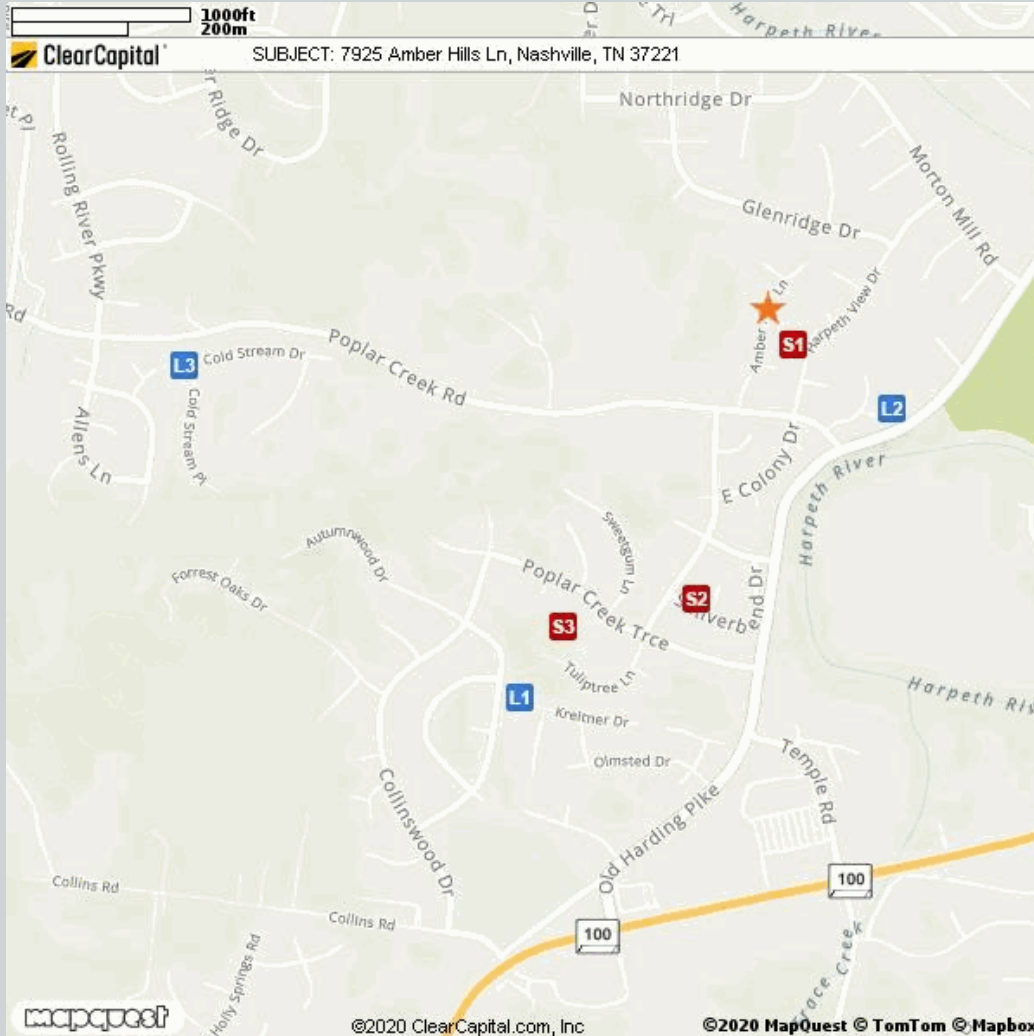 1000ft
200m
ClearCapital
SUBJECT: 7925 Amber Hills Ln, Nashville, TN 37221
Harpeth River
Northridge Dr
Ridge Dr
Rolling River Pkwy
Morton Mill Rd
Glenridge Dr
Amber Ln
Harpeth View Dr
S1
Rd
L3
Cold Stream Dr
Poplar Creek Rd
L2
Cold Stream Pl
Allens Ln
E Colony Dr
Harpeth River
Sweetgum Ln
Autumnwood Dr
Forrest Oaks Dr
Poplar Creek Trce
S2
S3
end Dr
Tuliptree Ln
Harpeth Riv
L1
Kreitner Dr
Olmsted Dr
Temple Rd
Collinswood Dr
Old Harding Pike
100
Collins Rd
Collins Rd
100
Holly Springs Rd
Trace Creek
mapquest
©2020 ClearCapital.com, Inc
©2020 MapQuest © TomTom © Mapbox